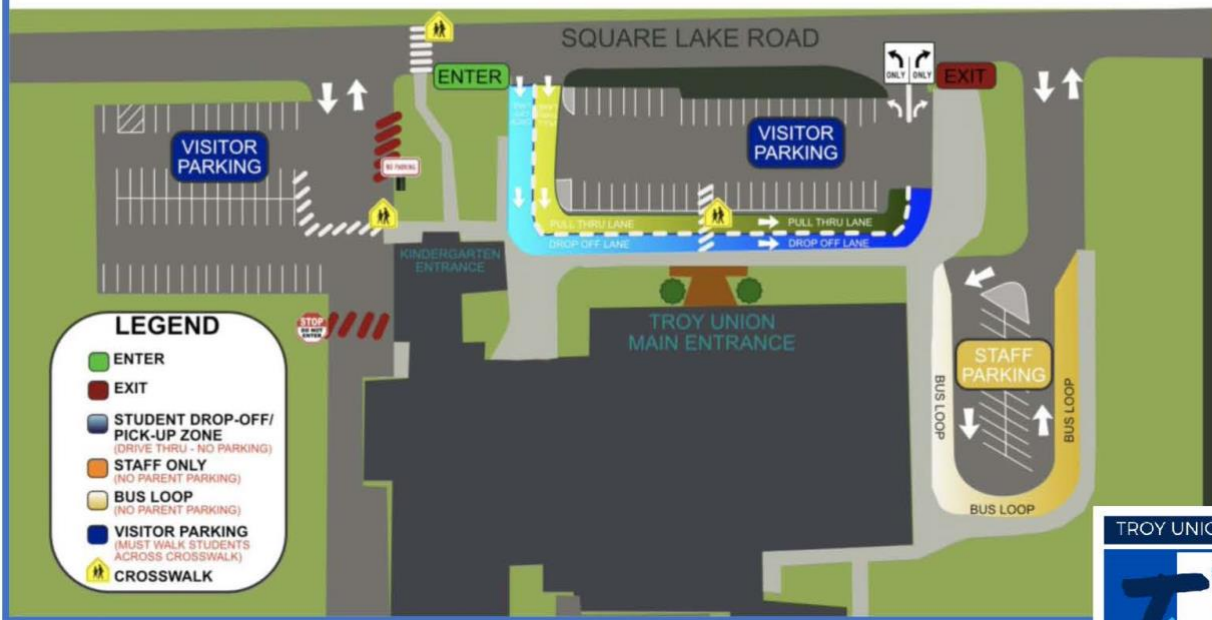 SQUARE LAKE ROAD
ENTER
ONLY
ONLY
EXIT
VISITOR
PARKING
VISITOR
PARKING
NO PARKING
PULL THRU LANE
PULL THRU LANE
DROP OFF LANE
DROP OFF LANE
KINDERGARTEN
ENTRANCE
TROY UNION
MAIN ENTRANCE
STOP
DO NOT
ENTER
STAFF
PARKING
BUS LOOP
BUS LOOP
BUS LOOP
LEGEND
ENTER
EXIT
STUDENT DROP-OFF/
PICK-UP ZONE
(DRIVE THRU - NO PARKING)
STAFF ONLY
(NO PARENT PARKING)
BUS LOOP
(NO PARENT PARKING)
VISITOR PARKING
(MUST WALK STUDENTS
ACROSS CROSSWALK)
CROSSWALK
TROY UNIO